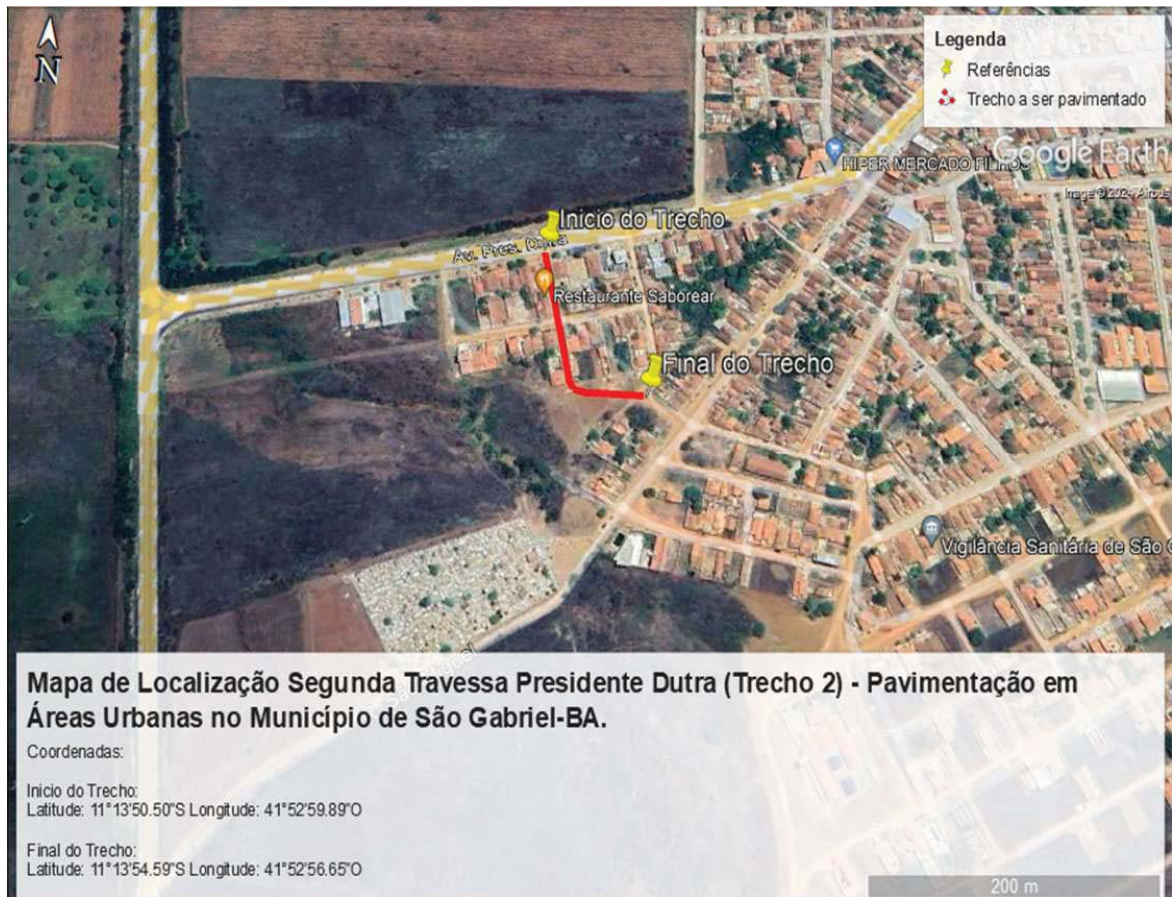 N
Legenda
Referências
Trecho a ser pavimentado
Google Earth
Image © 2024 Airbus
HIPER MERCADO FILHOS
Inicio do Trecho
Av. Pres. Dutra
Restaurante Saborear
Final do Trecho
Vigilância Sanitária de São G
Mapa de Localização Segunda Travessa Presidente Dutra (Trecho 2) - Pavimentação em
Áreas Urbanas no Município de São Gabriel-BA.
Coordenadas:
Inicio do Trecho:
Latitude: 11°13'50.50"S Longitude: 41°52'59.89"O
Final do Trecho:
Latitude: 11°13'54.59"S Longitude: 41°52'56.65"O
200 m